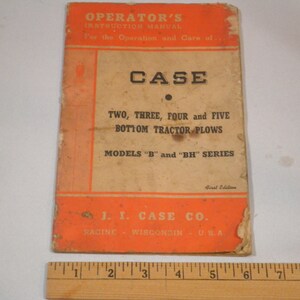 OPERATOR'S
INSTRUCTION MANUAL
For the Operation and Care of
CASE
TWO, THREE, FOUR and FIVE
BOTTOM TRACTOR PLOWS
MODELS "B" and "BH" SERIES
J. I. CASE CO.
RACINE - WISCONSIN - U.S.A.
1 2 3 4 5 6 7